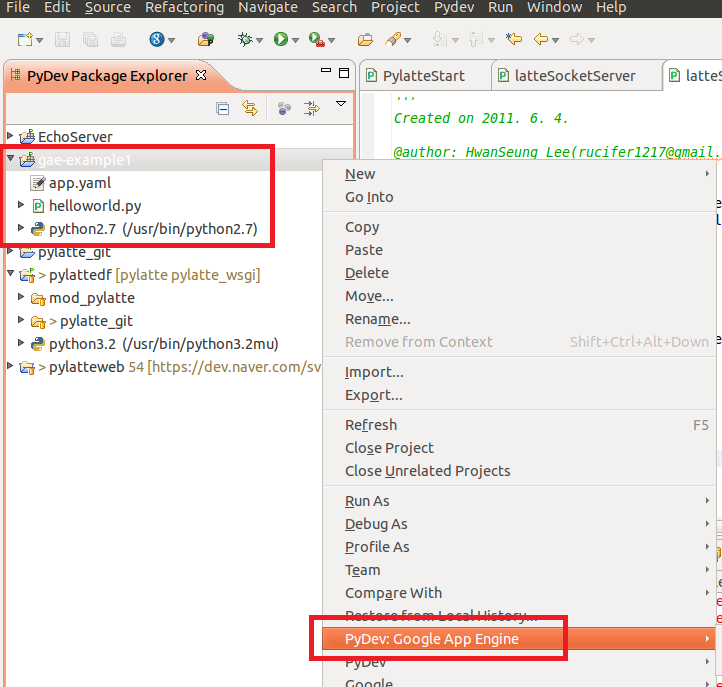 File Edit Source Refactoring Navigate Search Project Pydev Run Window Help
PyDev Package Explorer
PylatteStart
latteSocketServer
latteS
'''
Created on 2011. 6. 4.
@author: HwanSeung Lee(rucifer1217@gmail.
EchoServer
gae-example1
app.yaml
helloworld.py
python2.7 (/usr/bin/python2.7)
pylatte_git
> pylattedf [pylatte pylatte_wsgi]
mod_pylatte
> pylatte_git
python3.2 (/usr/bin/python3.2mu)
> pylatteweb 54 [https://dev.naver.com/sv
New
Go Into
Copy
Paste
Delete
Move...
Rename...
Remove from Context Shift+Ctrl+Alt+Down
Import...
Export...
Refresh F5
Close Project
Close Unrelated Projects
Run As
Debug As
Profile As
Team
Compare With
Restore from Local History...
PyDev: Google App Engine
PyDev
Google